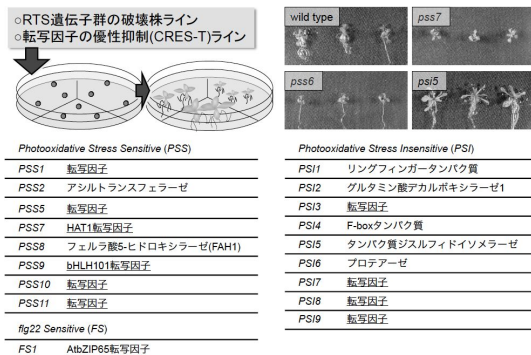 ○RTS遺伝子群の破壊株ライン
○転写因子の優性抑制(CRES-T)ライン
wild type
pss7
pss6
psi5
Photooxidative Stress Sensitive (PSS)
PSS1 転写因子
PSS2 アシルトランスフェラーゼ
PSS5 転写因子
PSS7 HAT1転写因子
PSS8 フェルラ酸5-ヒドロキシラーゼ(FAH1)
PSS9 bHLH101転写因子
PSS10 転写因子
PSS11 転写因子
flg22 Sensitive (FS)
FS1 AtbZIP65転写因子
Photooxidative Stress Insensitive (PSI)
PSI1 リングフィンガータンパク質
PSI2 グルタミン酸デカルボキシラーゼ1
PSI3 転写因子
PSI4 F-boxタンパク質
PSI5 タンパク質ジスルフィドイソメラーゼ
PSI6 プロテアーゼ
PSI7 転写因子
PSI8 転写因子
PSI9 転写因子